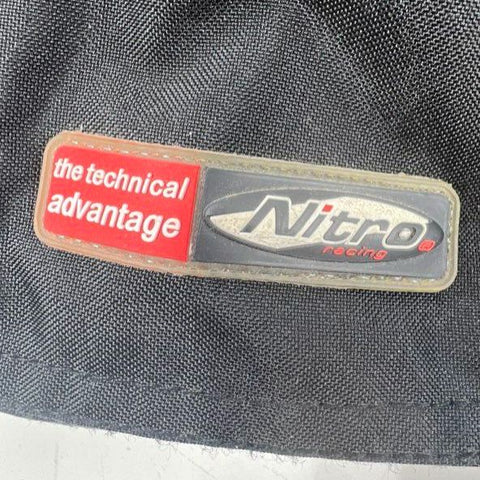 the technical
advantage
Nitro
racing